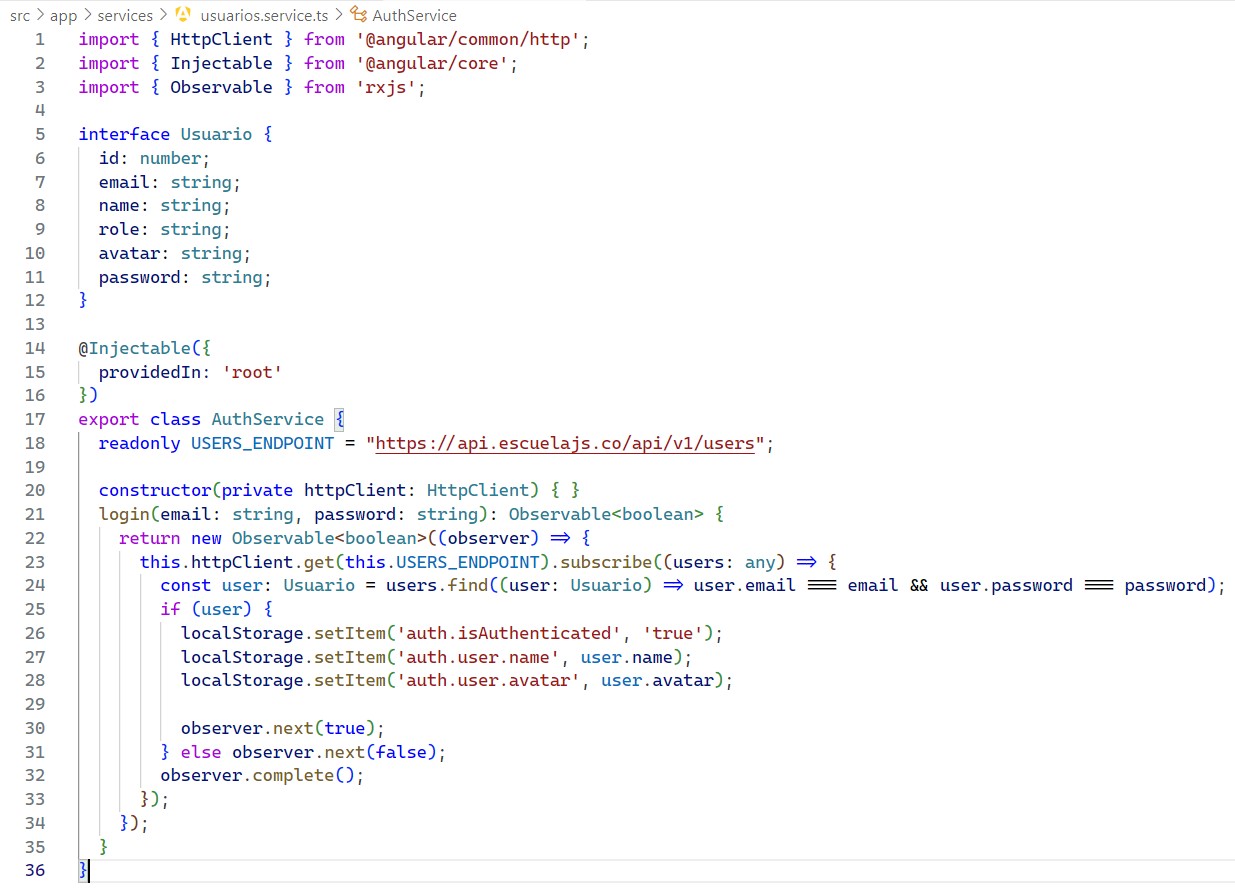 src > app > services > usuarios.service.ts > AuthService
1 import { HttpClient } from '@angular/common/http';
2 import { Injectable } from '@angular/core';
3 import { Observable } from 'rxjs';
4
5 interface Usuario {
6   id: number;
7   email: string;
8   name: string;
9   role: string;
10   avatar: string;
11   password: string;
12 }
13
14 @Injectable({
15   providedIn: 'root'
16 })
17 export class AuthService {
18   readonly USERS_ENDPOINT = "https://api.escuelajs.co/api/v1/users";
19
20   constructor(private httpClient: HttpClient) { }
21   login(email: string, password: string): Observable<boolean> {
22     return new Observable<boolean>((observer) => {
23       this.httpClient.get(this.USERS_ENDPOINT).subscribe((users: any) => {
24         const user: Usuario = users.find((user: Usuario) => user.email === email && user.password === password);
25         if (user) {
26           localStorage.setItem('auth.isAuthenticated', 'true');
27           localStorage.setItem('auth.user.name', user.name);
28           localStorage.setItem('auth.user.avatar', user.avatar);
29
30           observer.next(true);
31         } else observer.next(false);
32         observer.complete();
33       });
34     });
35   }
36 }